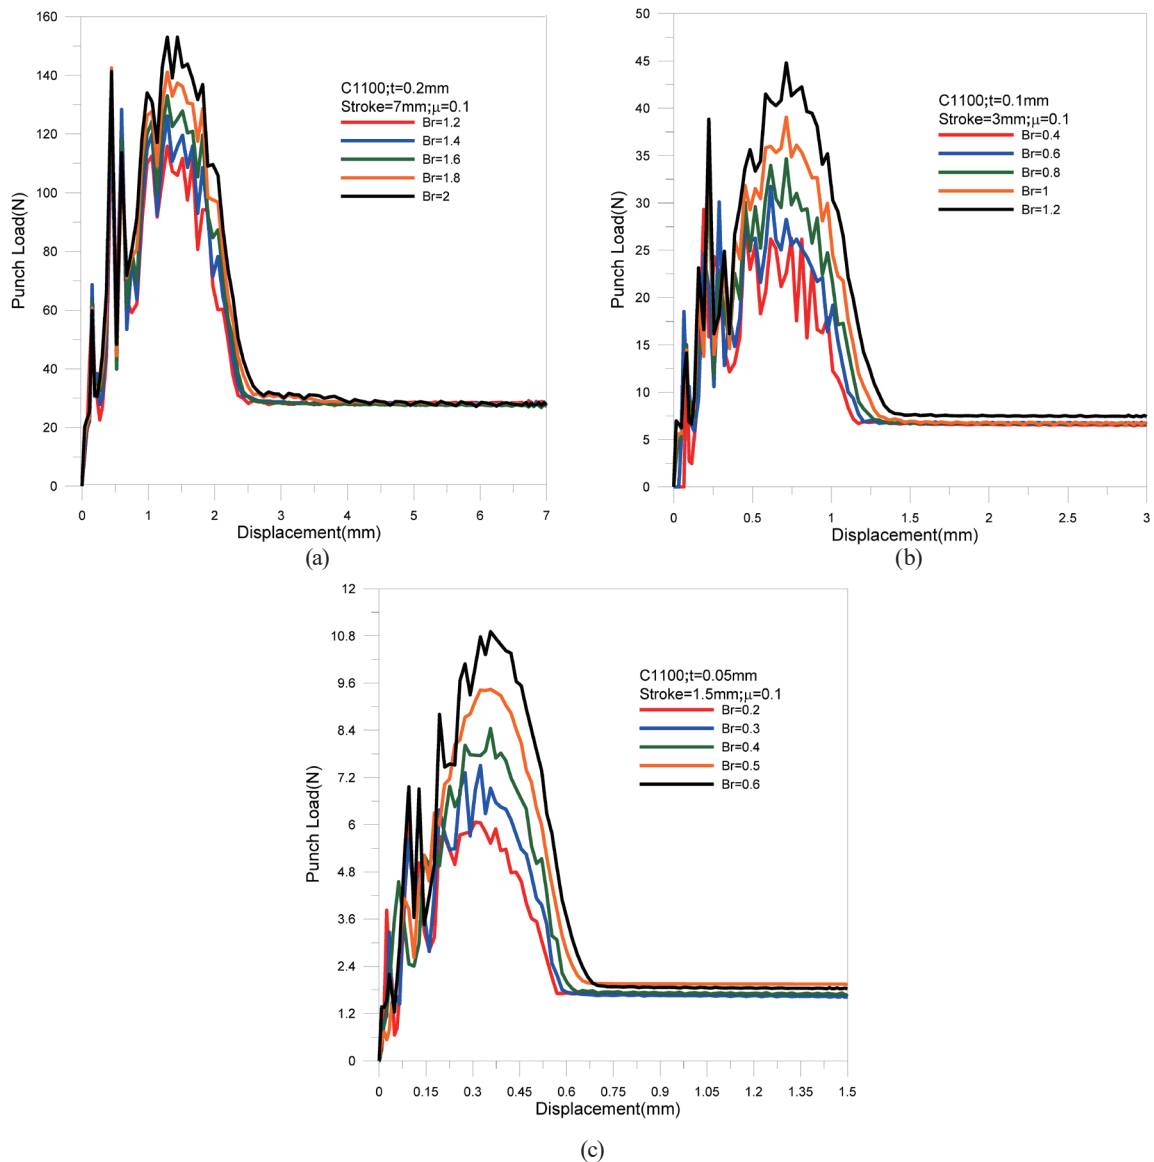 160
140
120
100
80
60
40
20
0
Punch Load(N)
C1100;t=0.2mm
Stroke=7mm;μ=0.1
Br=1.2
Br=1.4
Br=1.6
Br=1.8
Br=2
0 1 2 3 4 5 6 7
Displacement(mm)
(a)
50
45
40
35
30
25
20
15
10
5
0
Punch Load(N)
C1100;t=0.1mm
Stroke=3mm;μ=0.1
Br=0.4
Br=0.6
Br=0.8
Br=1
Br=1.2
0 0.5 1 1.5 2 2.5 3
Displacement(mm)
(b)
12
10.8
9.6
8.4
7.2
6
4.8
3.6
2.4
1.2
0
Punch Load(N)
C1100;t=0.05mm
Stroke=1.5mm;μ=0.1
Br=0.2
Br=0.3
Br=0.4
Br=0.5
Br=0.6
0 0.15 0.3 0.45 0.6 0.75 0.9 1.05 1.2 1.35 1.5
Displacement(mm)
(c)